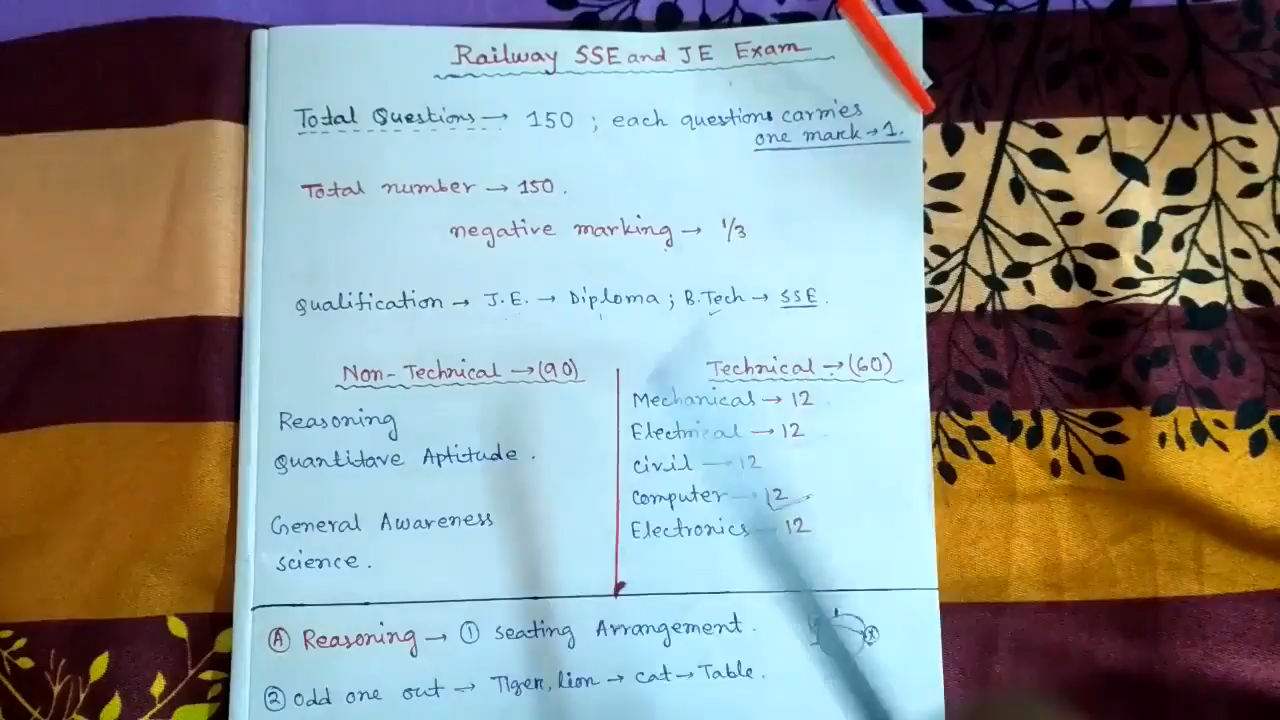 Railway SSE and JE Exam
Total Questions → 150 ; each questions carries
one mark → 1.
Total number → 150.
negative marking → 1/3
Qualification → J.E. → Diploma ; B.Tech → SSE.
Non-Technical → (90)
Reasoning
Quantitave Aptitude.
General Awareness
science.
Technical → (60)
Mechanical → 12
Electrical → 12
civil — 12
computer — 12
Electronics — 12
Ⓐ Reasoning → ① seating Arrangement.
② odd one out → Tiger, lion → cat → Table.